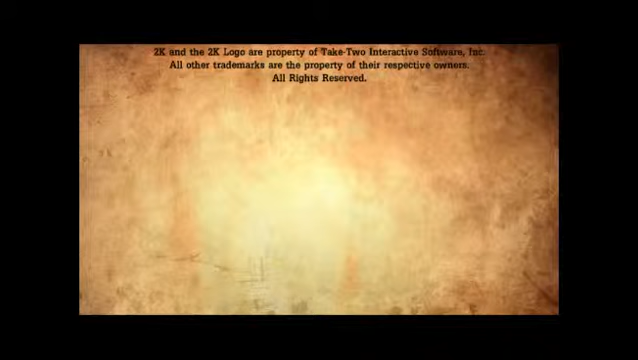 2K and the 2K Logo are property of Take-Two Interactive Software, Inc.
All other trademarks are the property of their respective owners.
All Rights Reserved.